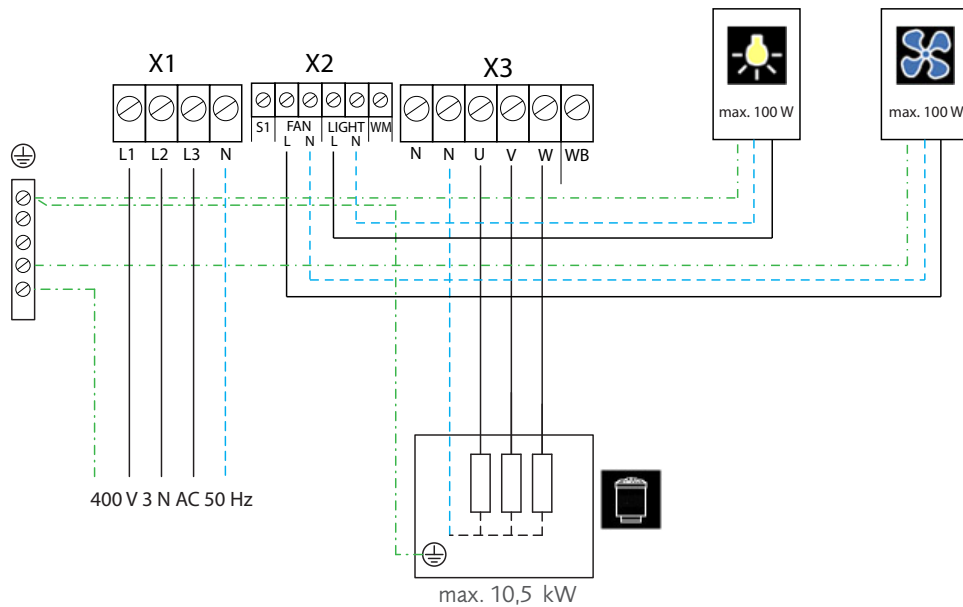 X1 X2 X3
max. 100 W max. 100 W
S1 FAN LIGHT WM
L N L N
L1 L2 L3 N
N N U V W WB
400 V 3 N AC 50 Hz
max. 10,5 kW